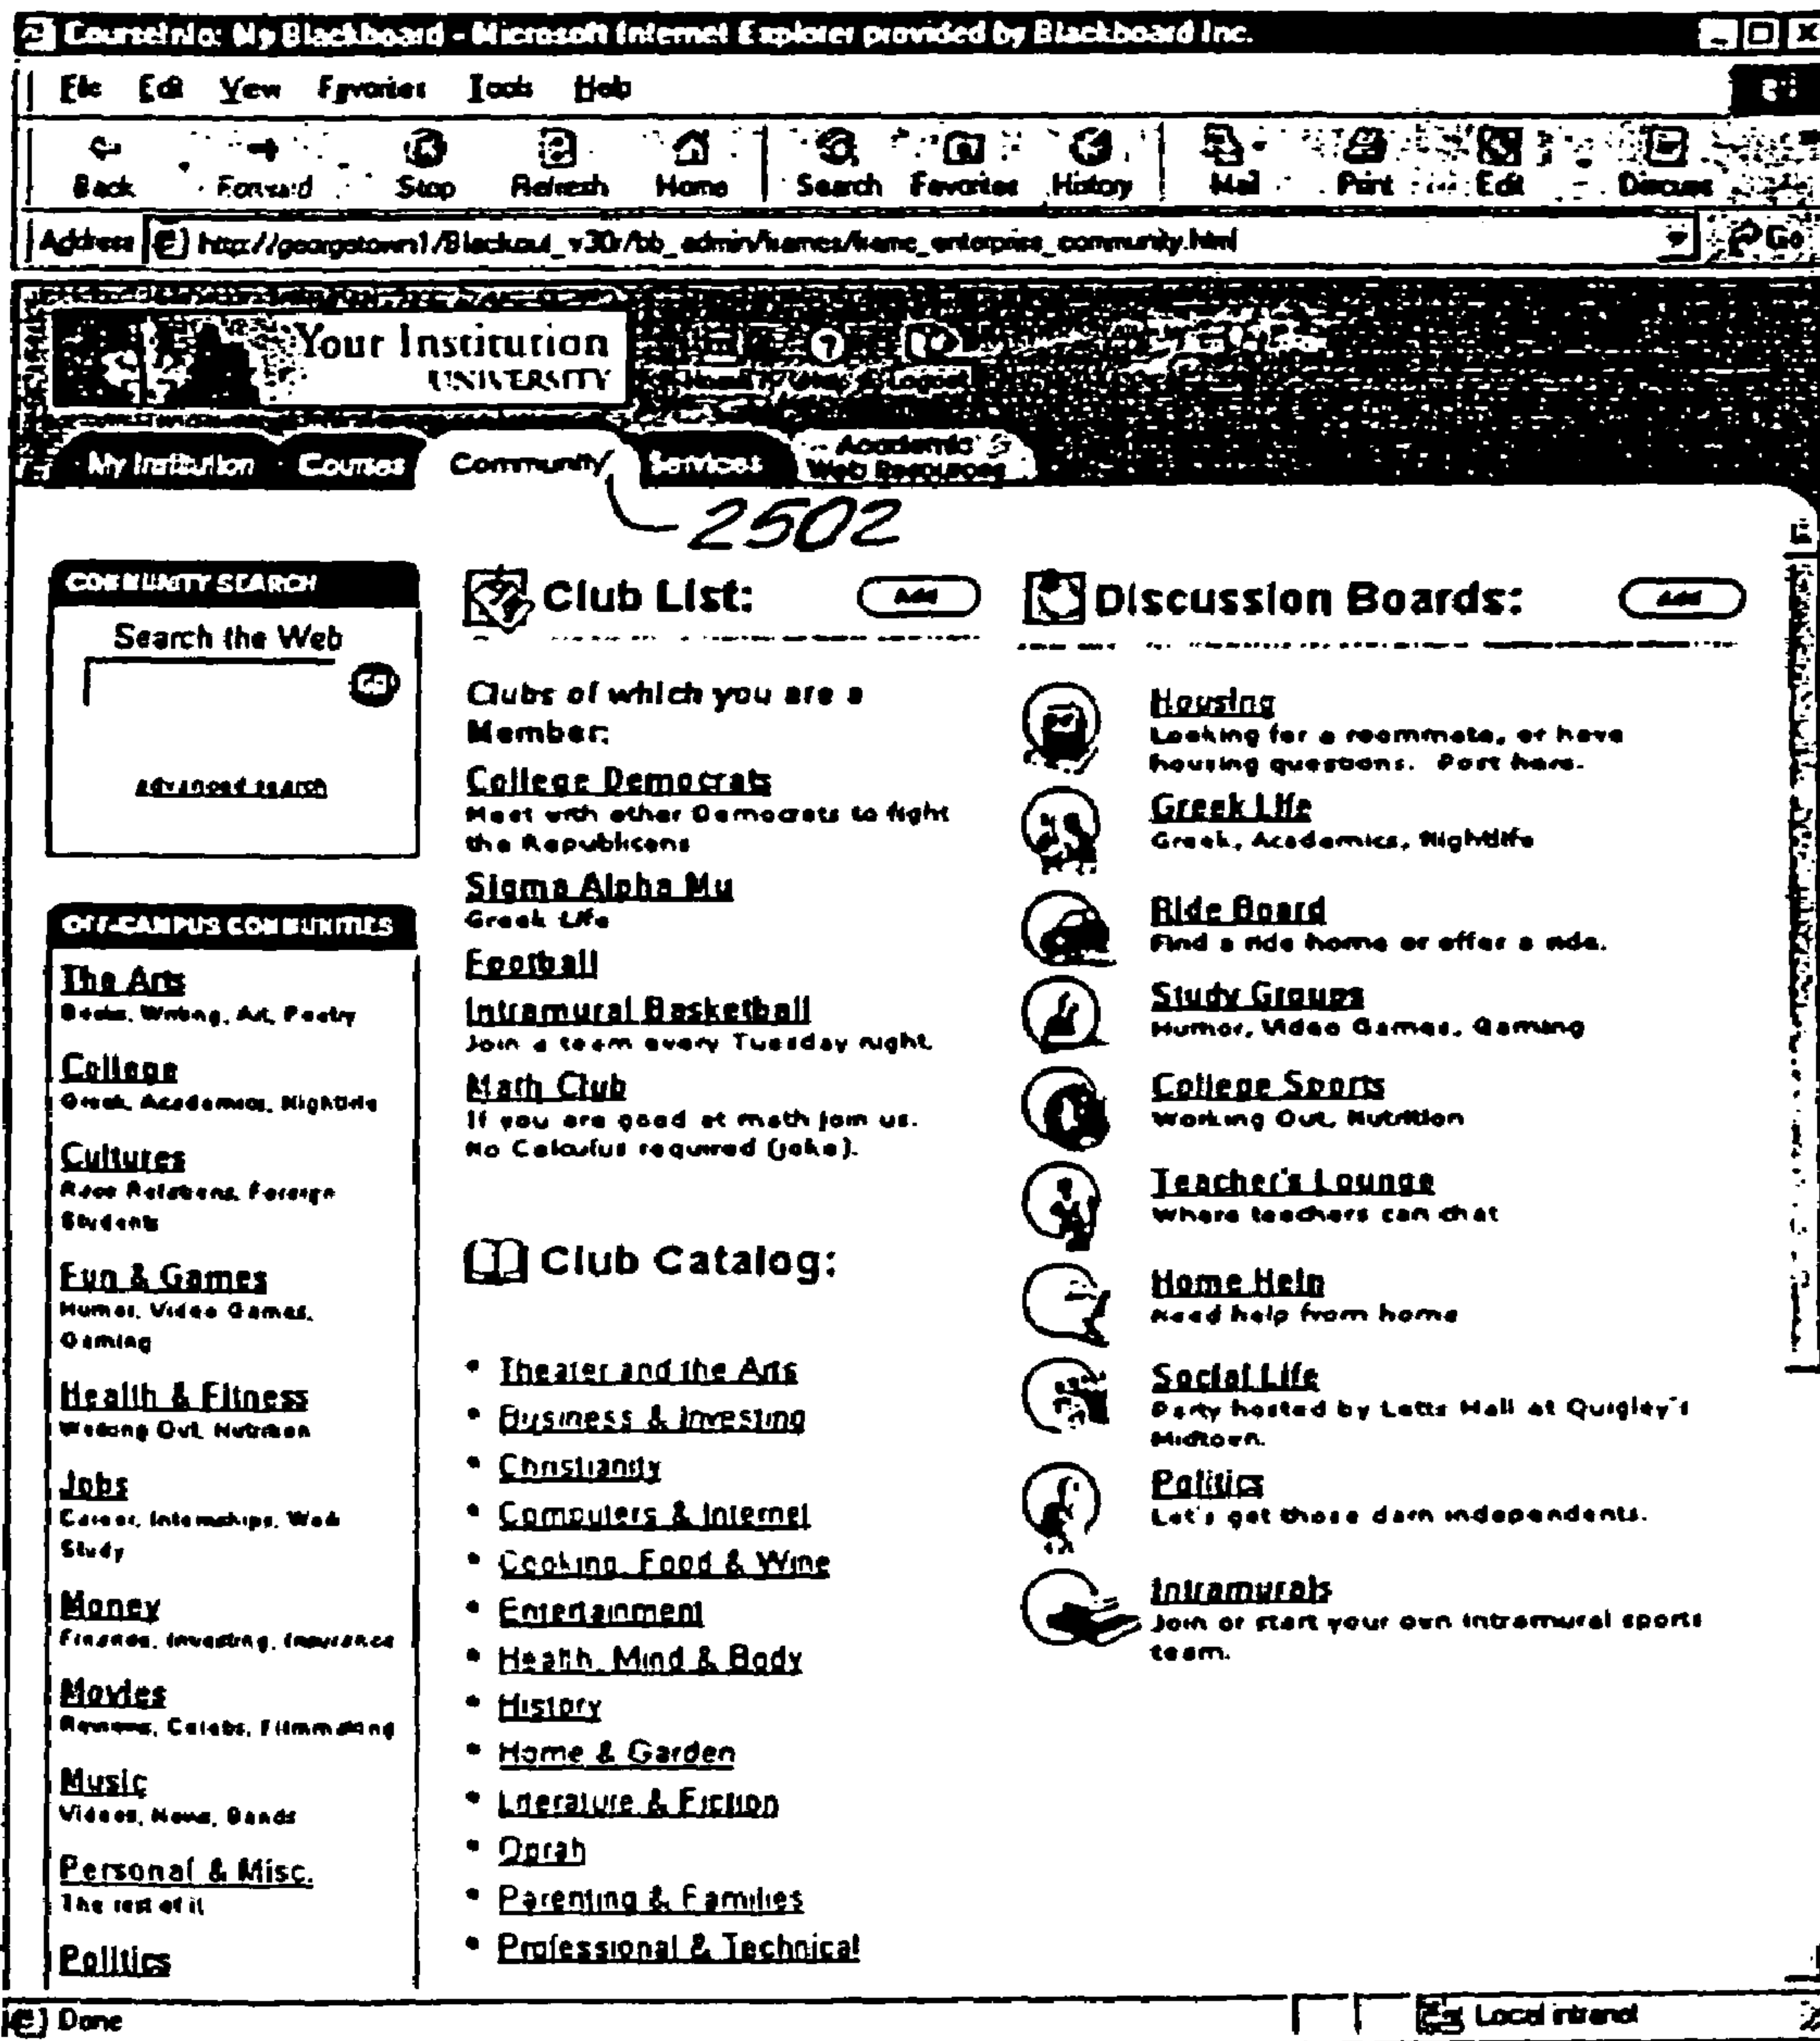 CourseInfo: My Blackboard - Microsoft Internet Explorer provided by Blackboard Inc.
File Edit View Favorites Tools Help
Back Forward Stop Refresh Home Search Favorites History Mail Print Edit Discuss
Address http://georgetown1/Blackout_v30r/bb_admin/frames/frame_enterprise_community.html Go
Your Institution
UNIVERSITY
Logout
My Institution Courses Community Services Academic
Web Resources
2502
COMMUNITY SEARCH
Search the Web
Go
advanced search
OFF-CAMPUS COMMUNITIES
The Arts
Books, Writing, Art, Poetry
College
Greek, Academics, Nightlife
Cultures
Race Relations, Foreign
Students
Fun & Games
Humor, Video Games,
Gaming
Health & Fitness
Working Out, Nutrition
Jobs
Career, Internships, Work
Study
Money
Finance, Investing, Insurance
Movies
Reviews, Celebs, Filmmaking
Music
Videos, News, Bands
Personal & Misc.
The rest of it
Politics
Club List: Add
Clubs of which you are a
Member:
College Democrats
Meet with other Democrats to fight
the Republicans
Sigma Alpha Mu
Greek Life
Football
Intramural Basketball
Join a team every Tuesday night.
Math Club
If you are good at math join us.
No Calculus required (joke).
Club Catalog:
• Theater and the Arts
• Business & Investing
• Christianity
• Computers & Internet
• Cooking, Food & Wine
• Entertainment
• Health, Mind & Body
• History
• Home & Garden
• Literature & Fiction
• Oprah
• Parenting & Families
• Professional & Technical
Discussion Boards: Add
Housing
Looking for a roommate, or have
housing questions. Post here.
Greek Life
Greek, Academics, Nightlife
Ride Board
Find a ride home or offer a ride.
Study Groups
Humor, Video Games, Gaming
College Sports
Working Out, Nutrition
Teacher's Lounge
Where teachers can chat
Home Help
Need help from home
Social Life
Party hosted by Letts Hall at Quigley's
Midtown.
Politics
Let's get those darn independents.
Intramurals
Join or start your own intramural sports
team.
Done Local intranet